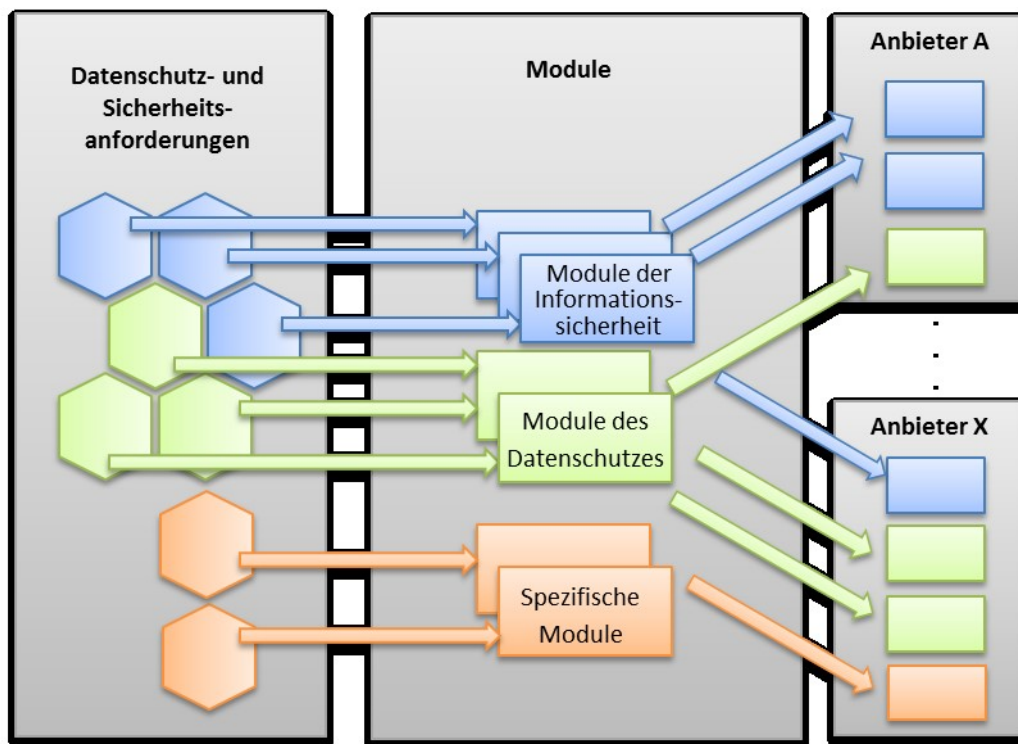 Datenschutz- und
Sicherheits-
anforderungen
Module
Anbieter A
Module der
Informations-
sicherheit
Module des
Datenschutzes
Anbieter X
Spezifische
Module